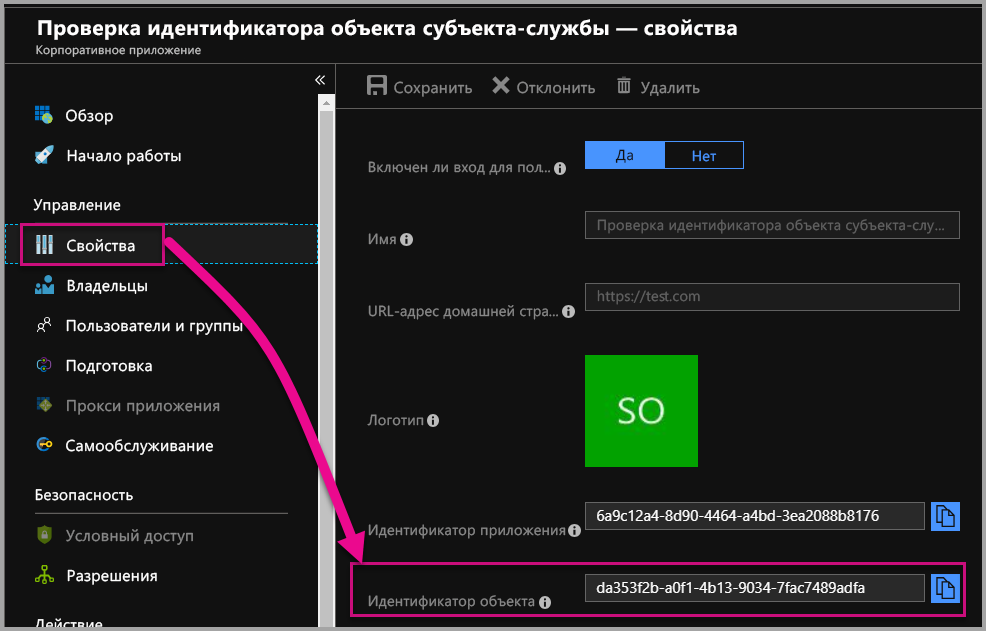 Проверка идентификатора объекта субъекта-службы — свойства
Корпоративное приложение
«
Обзор
Начало работы
Управление
Свойства
Владельцы
Пользователи и группы
Подготовка
Прокси приложения
Самообслуживание
Безопасность
Условный доступ
Разрешения
Действие
Сохранить
Отклонить
Удалить
Включен ли вход для пол...
Да
Нет
Имя
Проверка идентификатора объекта субъекта-слу...
URL-адрес домашней стра...
https://test.com
Логотип
SO
Идентификатор приложения
6a9c12a4-8d90-4464-a4bd-3ea2088b8176
Идентификатор объекта
da353f2b-a0f1-4b13-9034-7fac7489adfa